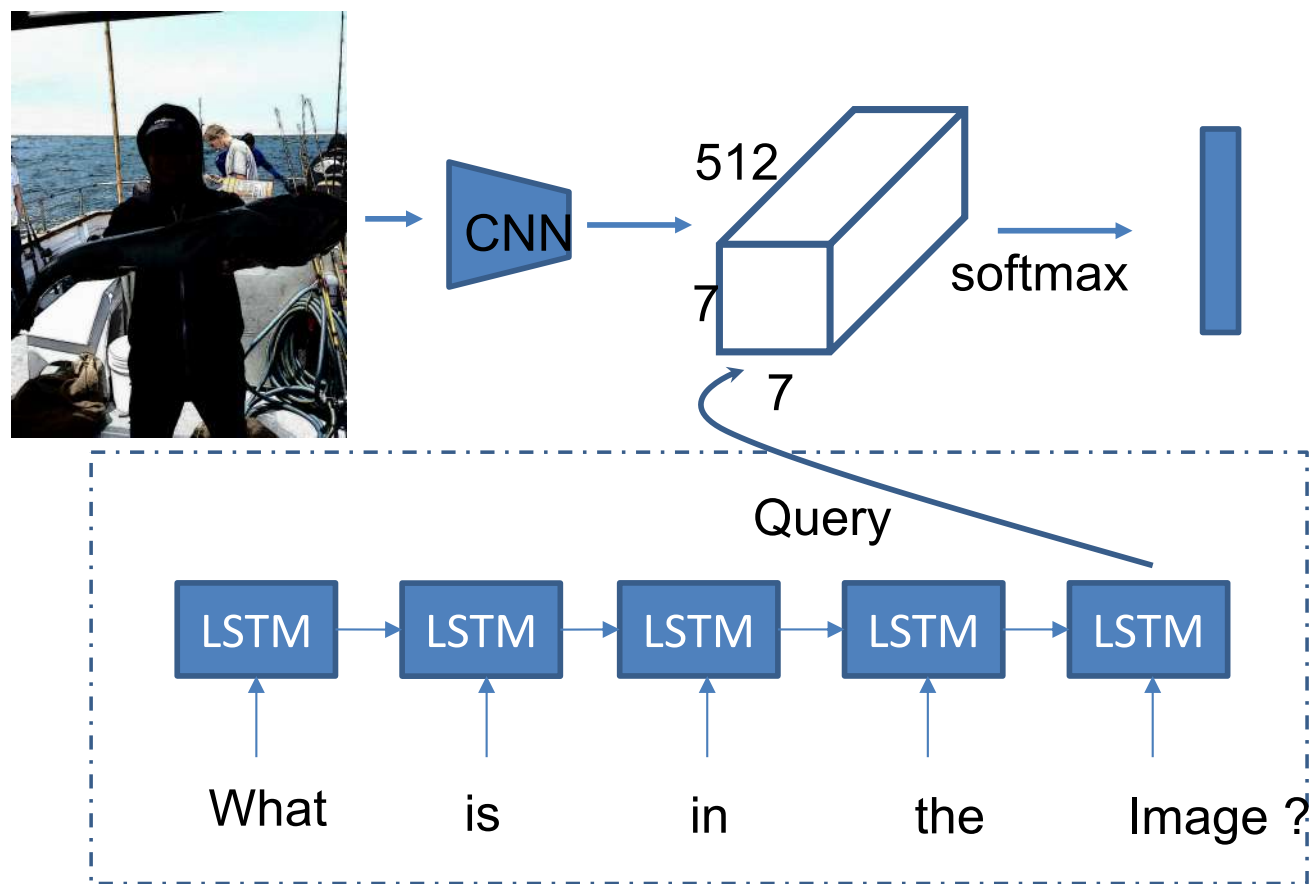 512
CNN
7
softmax
7
Query
LSTM LSTM LSTM LSTM LSTM
What is in the Image ?